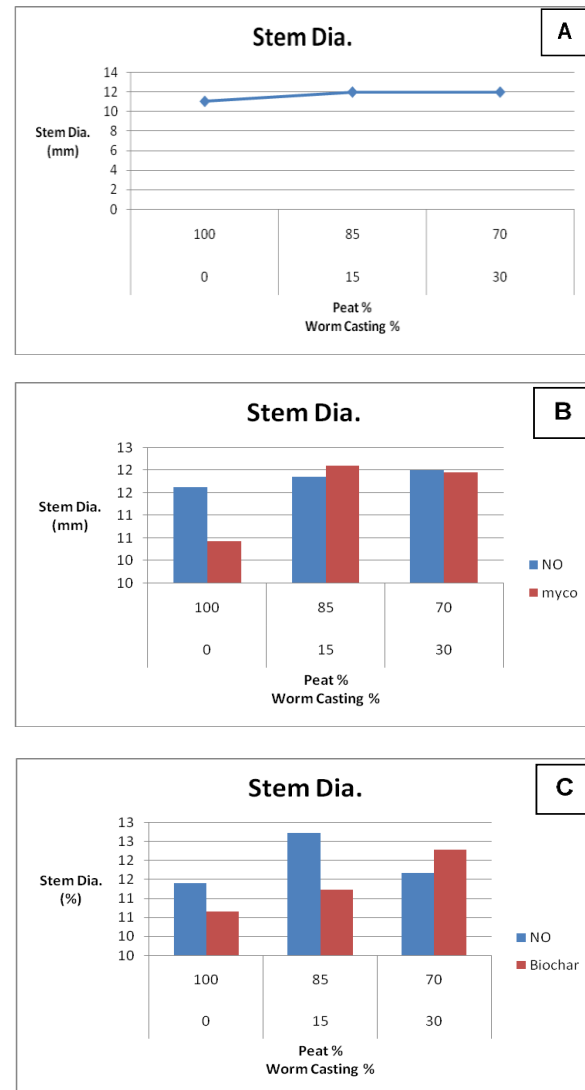 Stem Dia.
A
14
12
10
8
6
4
2
0
Stem Dia.
(mm)
100 85 70
0 15 30
Peat %
Worm Casting %
Stem Dia.
B
13
12
12
11
11
10
10
Stem Dia.
(mm)
NO
myco
100 85 70
0 15 30
Peat %
Worm Casting %
Stem Dia.
C
13
13
12
12
11
11
10
10
Stem Dia.
(%)
NO
Biochar
100 85 70
0 15 30
Peat %
Worm Casting %